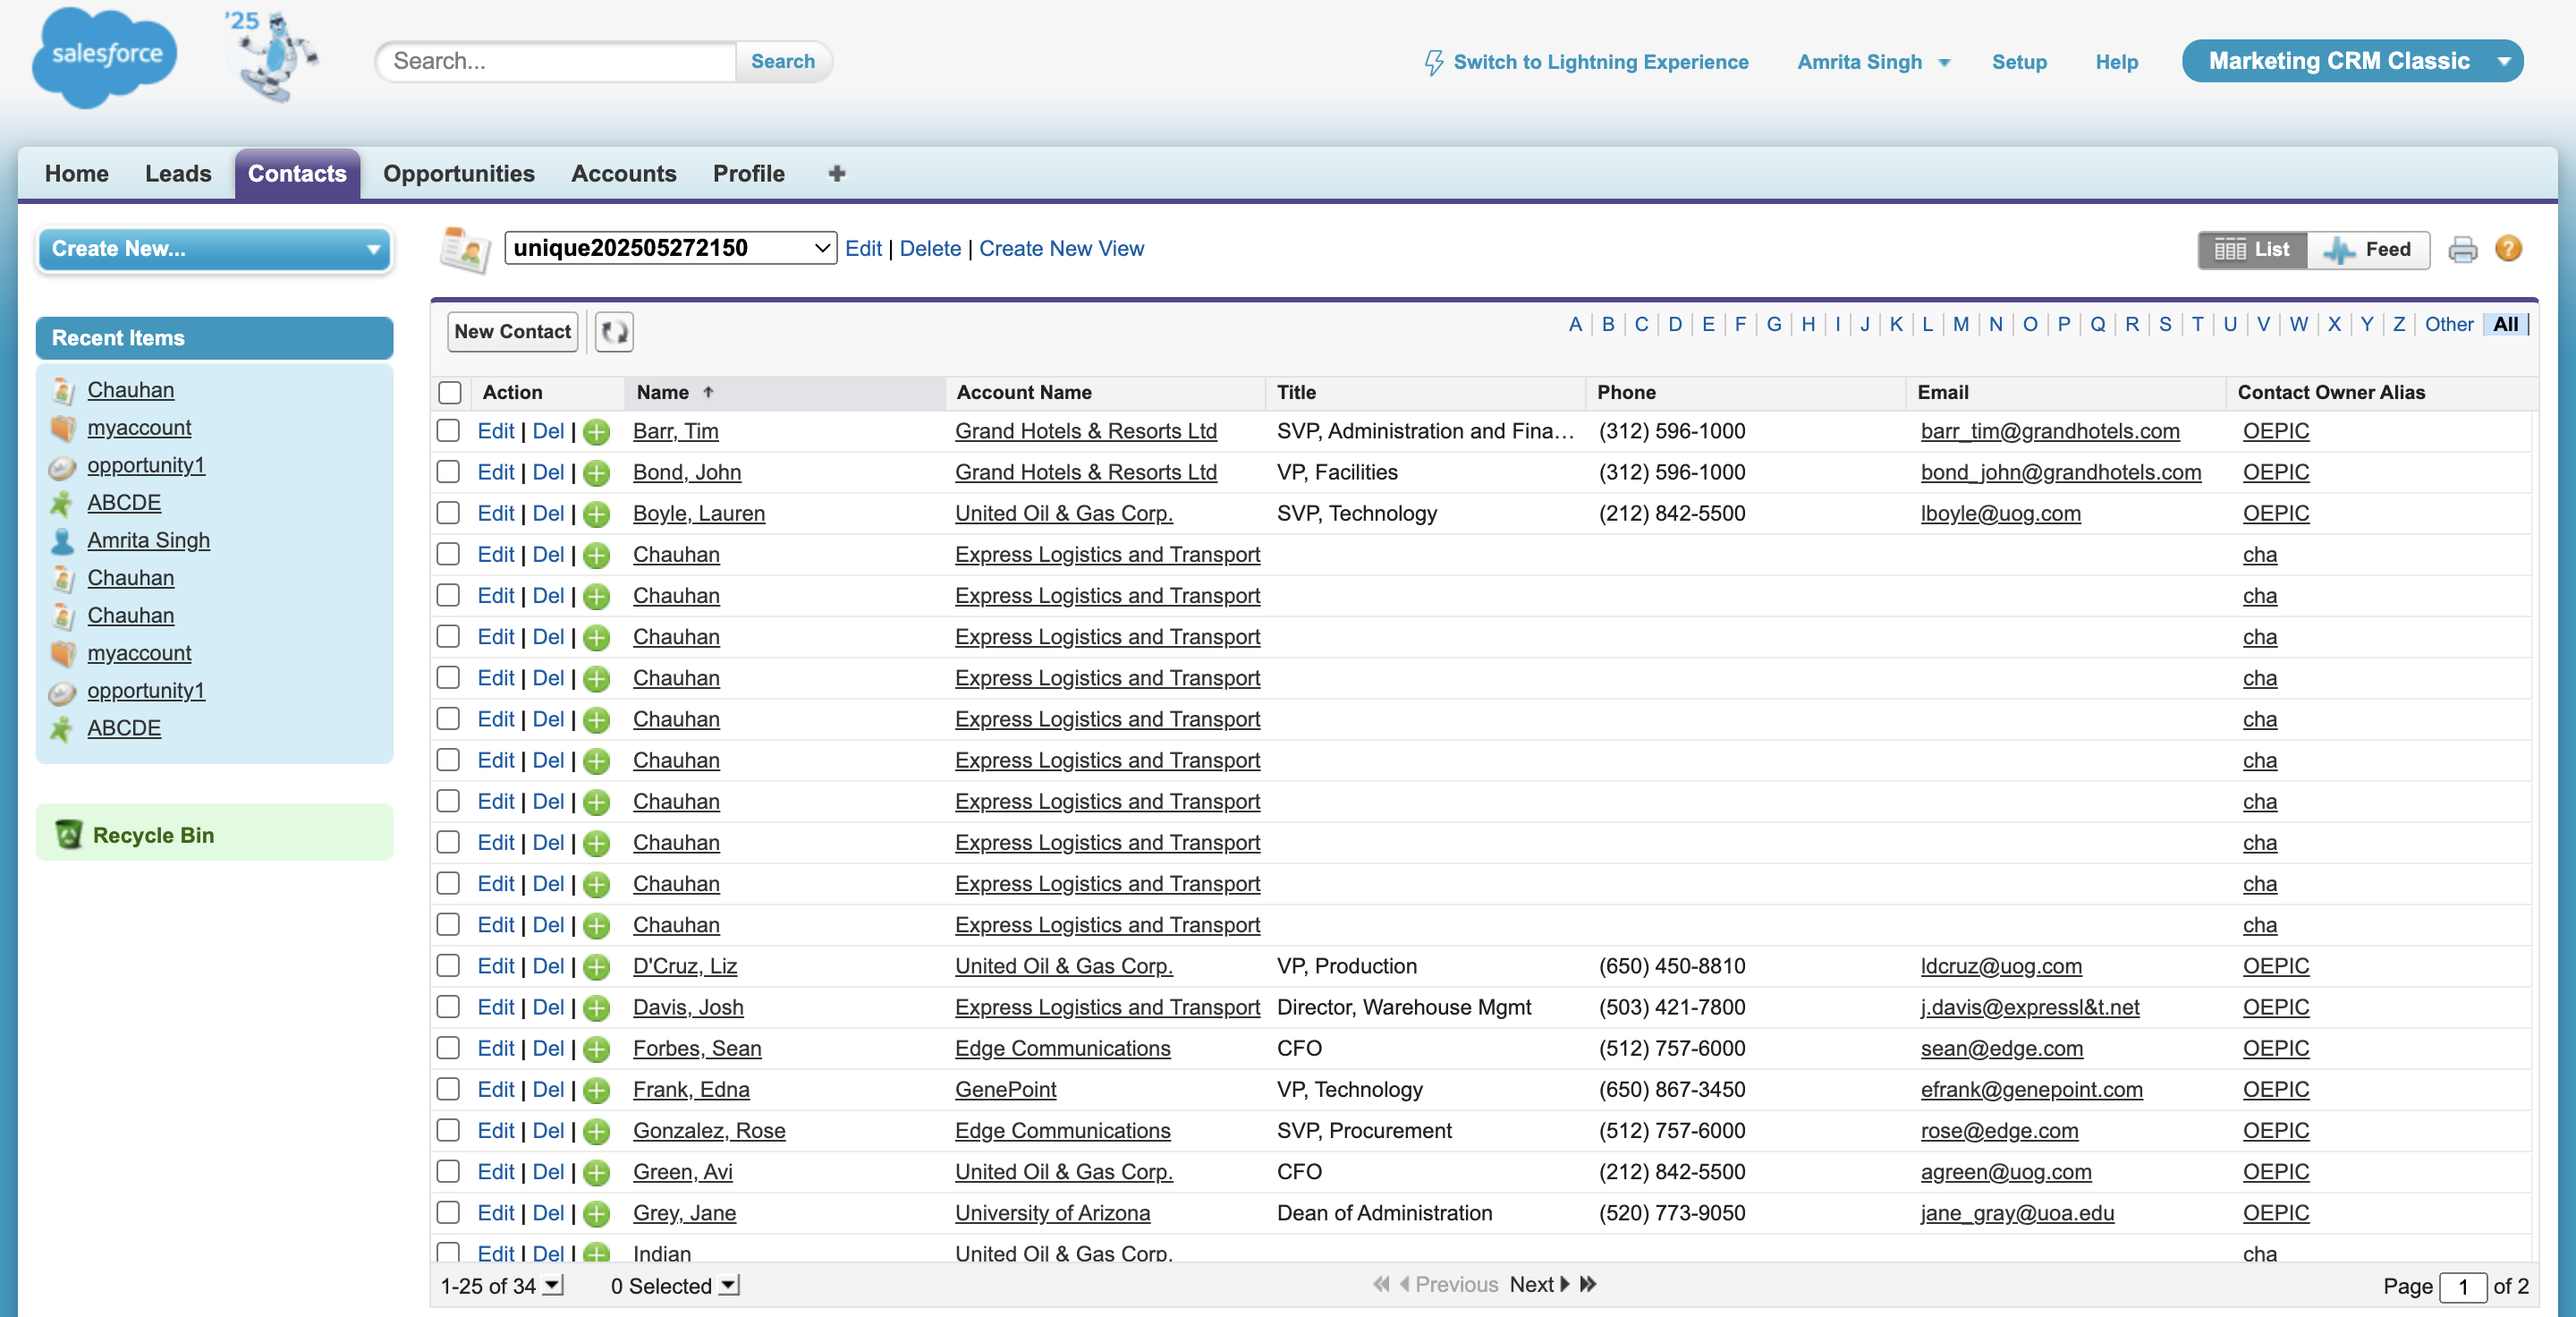 salesforce
'25
Search...
Search
Switch to Lightning Experience
Amrita Singh
Setup
Help
Marketing CRM Classic
Home
Leads
Contacts
Opportunities
Accounts
Profile
Create New...
unique202505272150
Edit | Delete | Create New View
List
Feed
Recent Items
Chauhan
myaccount
opportunity1
ABCDE
Amrita Singh
Chauhan
Chauhan
myaccount
opportunity1
ABCDE
Recycle Bin
New Contact
A | B | C | D | E | F | G | H | I | J | K | L | M | N | O | P | Q | R | S | T | U | V | W | X | Y | Z | Other | All
Action Name Account Name Title Phone Email Contact Owner Alias
Edit | Del | Barr, Tim Grand Hotels & Resorts Ltd SVP, Administration and Fina... (312) 596-1000 barr_tim@grandhotels.com OEPIC
Edit | Del | Bond, John Grand Hotels & Resorts Ltd VP, Facilities (312) 596-1000 bond_john@grandhotels.com OEPIC
Edit | Del | Boyle, Lauren United Oil & Gas Corp. SVP, Technology (212) 842-5500 lboyle@uog.com OEPIC
Edit | Del | Chauhan Express Logistics and Transport cha
Edit | Del | Chauhan Express Logistics and Transport cha
Edit | Del | Chauhan Express Logistics and Transport cha
Edit | Del | Chauhan Express Logistics and Transport cha
Edit | Del | Chauhan Express Logistics and Transport cha
Edit | Del | Chauhan Express Logistics and Transport cha
Edit | Del | Chauhan Express Logistics and Transport cha
Edit | Del | Chauhan Express Logistics and Transport cha
Edit | Del | Chauhan Express Logistics and Transport cha
Edit | Del | Chauhan Express Logistics and Transport cha
Edit | Del | D'Cruz, Liz United Oil & Gas Corp. VP, Production (650) 450-8810 ldcruz@uog.com OEPIC
Edit | Del | Davis, Josh Express Logistics and Transport Director, Warehouse Mgmt (503) 421-7800 j.davis@expressl&t.net OEPIC
Edit | Del | Forbes, Sean Edge Communications CFO (512) 757-6000 sean@edge.com OEPIC
Edit | Del | Frank, Edna GenePoint VP, Technology (650) 867-3450 efrank@genepoint.com OEPIC
Edit | Del | Gonzalez, Rose Edge Communications SVP, Procurement (512) 757-6000 rose@edge.com OEPIC
Edit | Del | Green, Avi United Oil & Gas Corp. CFO (212) 842-5500 agreen@uog.com OEPIC
Edit | Del | Grey, Jane University of Arizona Dean of Administration (520) 773-9050 jane_gray@uoa.edu OEPIC
Edit | Del | Indian United Oil & Gas Corp. cha
1-25 of 34
0 Selected
Previous Next
Page 1 of 2